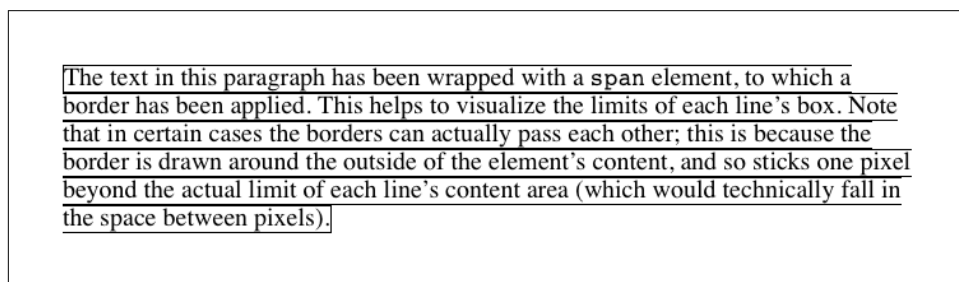 The text in this paragraph has been wrapped with a span element, to which a
border has been applied. This helps to visualize the limits of each line’s box. Note
that in certain cases the borders can actually pass each other; this is because the
border is drawn around the outside of the element’s content, and so sticks one pixel
beyond the actual limit of each line’s content area (which would technically fall in
the space between pixels).